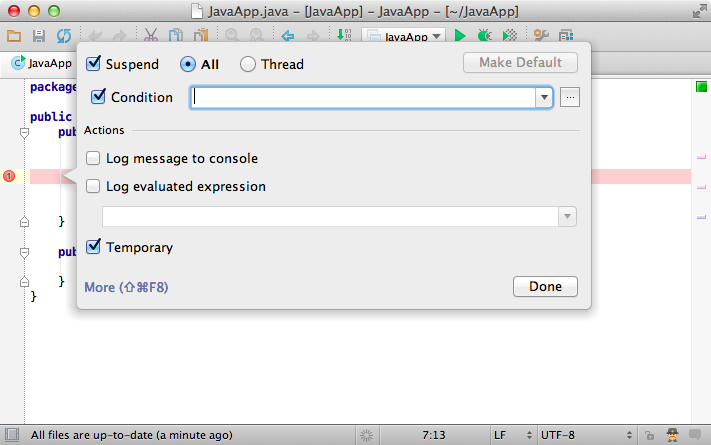 JavaApp.java – [JavaApp] – JavaApp – [~/JavaApp]
JavaApp
JavaApp
Suspend All Thread Make Default
Condition ...
Actions
Log message to console
Log evaluated expression
Temporary
More (⇧⌘F8) Done
package
public
pub
1
}
pub
}
}
All files are up-to-date (a minute ago) 7:13 LF UTF-8